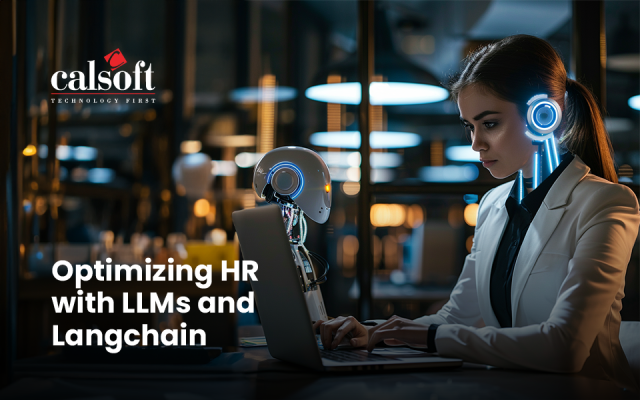 calsoft
TECHNOLOGY FIRST
Optimizing HR
with LLMs and
Langchain